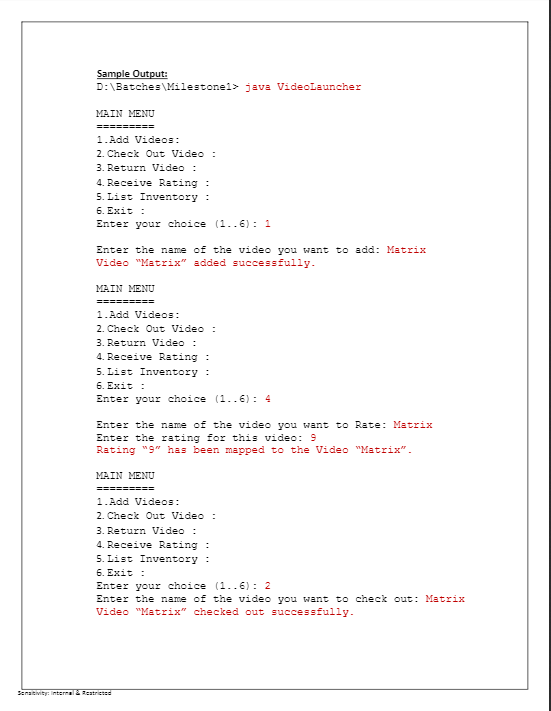 Sample Output:
D:\Batches\Milestone1> java VideoLauncher
MAIN MENU
=========
1.Add Videos:
2.Check Out Video :
3.Return Video :
4.Receive Rating :
5.List Inventory :
6.Exit :
Enter your choice (1..6): 1
Enter the name of the video you want to add: Matrix
Video “Matrix” added successfully.
MAIN MENU
=========
1.Add Videos:
2.Check Out Video :
3.Return Video :
4.Receive Rating :
5.List Inventory :
6.Exit :
Enter your choice (1..6): 4
Enter the name of the video you want to Rate: Matrix
Enter the rating for this video: 9
Rating “9” has been mapped to the Video “Matrix”.
MAIN MENU
=========
1.Add Videos:
2.Check Out Video :
3.Return Video :
4.Receive Rating :
5.List Inventory :
6.Exit :
Enter your choice (1..6): 2
Enter the name of the video you want to check out: Matrix
Video “Matrix” checked out successfully.
Sensitivity: Internal & Restricted